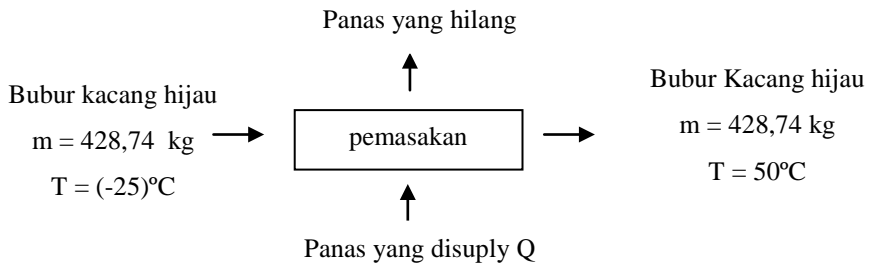 Panas yang hilang
Bubur kacang hijau
m = 428,74 kg
T = (-25)ºC
pemasakan
Bubur Kacang hijau
m = 428,74 kg
T = 50ºC
Panas yang disuply Q